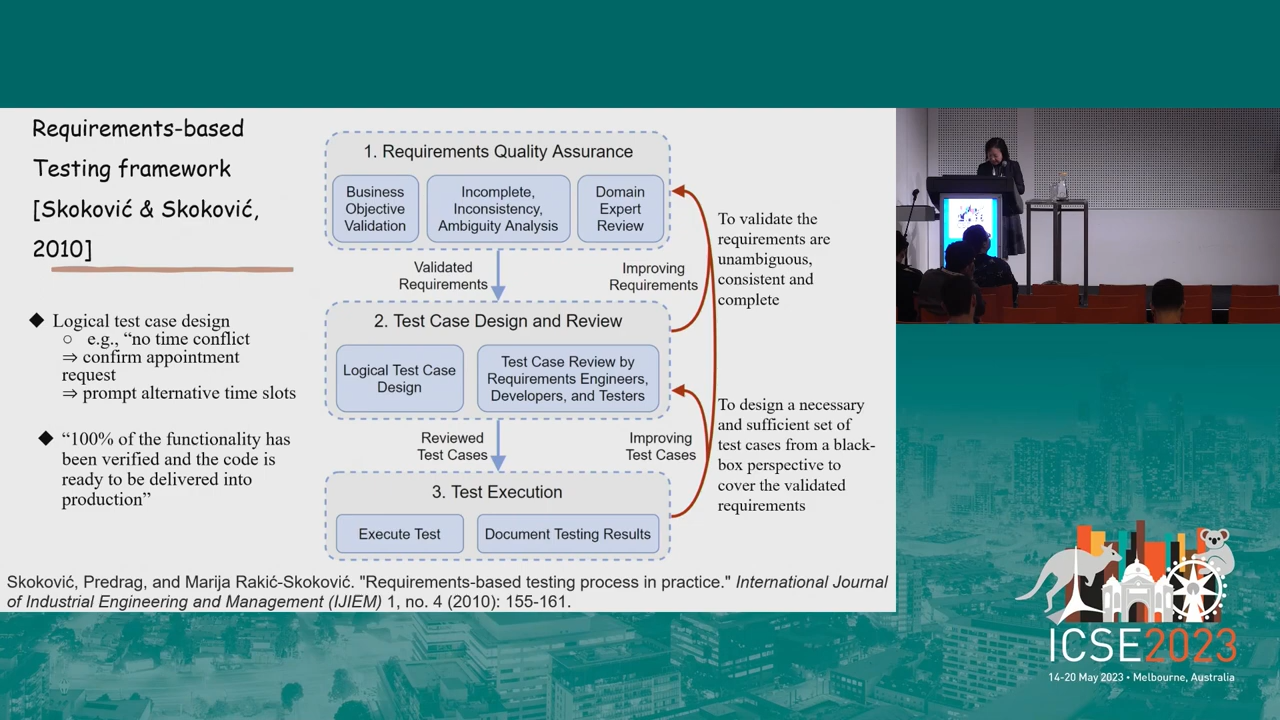 Requirements-based
Testing framework
[Skoković & Skoković,
2010]
◆ Logical test case design
○ e.g., “no time conflict
⇒ confirm appointment
request
⇒ prompt alternative time slots
◆ “100% of the functionality has
been verified and the code is
ready to be delivered into
production”
1. Requirements Quality Assurance
Business
Objective
Validation
Incomplete,
Inconsistency,
Ambiguity Analysis
Domain
Expert
Review
Validated
Requirements
Improving
Requirements
2. Test Case Design and Review
Logical Test Case
Design
Test Case Review by
Requirements Engineers,
Developers, and Testers
Reviewed
Test Cases
Improving
Test Cases
3. Test Execution
Execute Test
Document Testing Results
To validate the
requirements are
unambiguous,
consistent and
complete
To design a necessary
and sufficient set of
test cases from a black-
box perspective to
cover the validated
requirements
Skoković, Predrag, and Marija Rakić-Skoković. "Requirements-based testing process in practice." International Journal
of Industrial Engineering and Management (IJIEM) 1, no. 4 (2010): 155-161.
ICSE2023
14-20 May 2023 • Melbourne, Australia